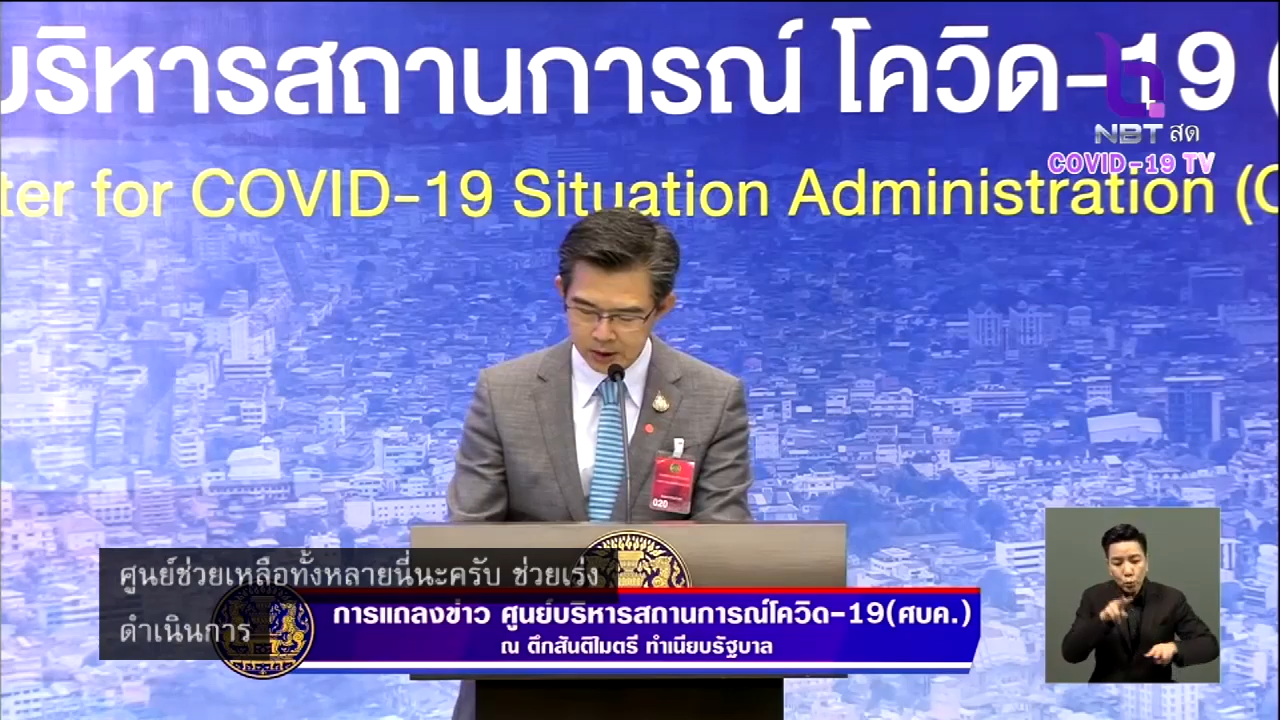 บริหารสถานการณ์ โควิด-19 (
ter for COVID-19 Situation Administration (C
NBT สด
COVID-19 TV
020
ศูนย์ช่วยเหลือทั้งหลายนี่นะครับ ช่วยเร่ง
ดำเนินการ
การแถลงข่าว ศูนย์บริหารสถานการณ์โควิด-19(ศบค.)
ณ ตึกสันติไมตรี ทำเนียบรัฐบาล